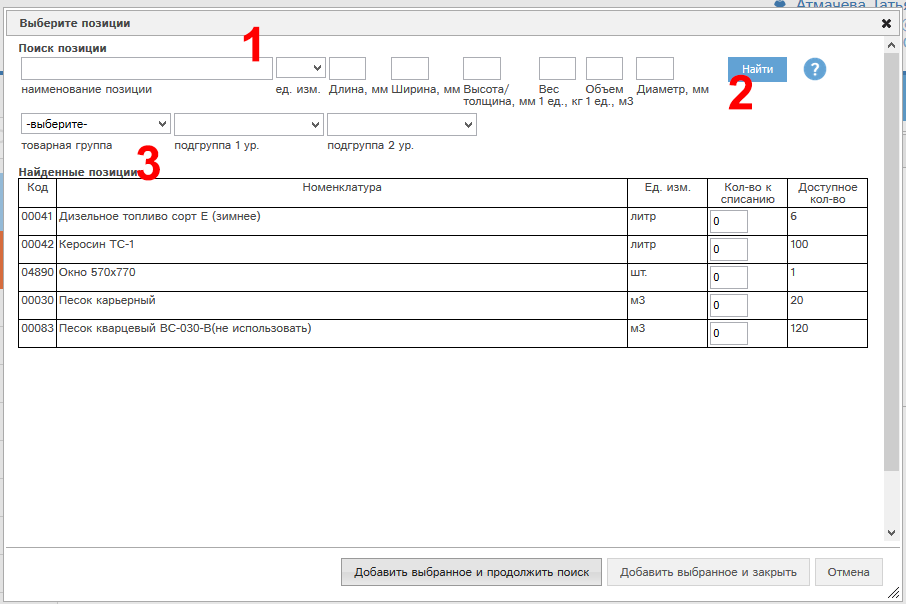 Атмачева Тать
Выберите позиции
1
Поиск позиции
Найти
?
наименование позиции ед. изм. Длина, мм Ширина, мм Высота/ толщина, мм Вес 1 ед., кг Объем 1 ед., м3 Диаметр, мм
2
-выберите-
товарная группа подгруппа 1 ур. подгруппа 2 ур.
3
Найденные позиции
Код Номенклатура Ед. изм. Кол-во к списанию Доступное кол-во
00041 Дизельное топливо сорт Е (зимнее) литр 0 6
00042 Керосин ТС-1 литр 0 100
04890 Окно 570х770 шт. 0 1
00030 Песок карьерный м3 0 20
00083 Песок кварцевый ВС-030-В(не использовать) м3 0 120
Добавить выбранное и продолжить поиск Добавить выбранное и закрыть Отмена